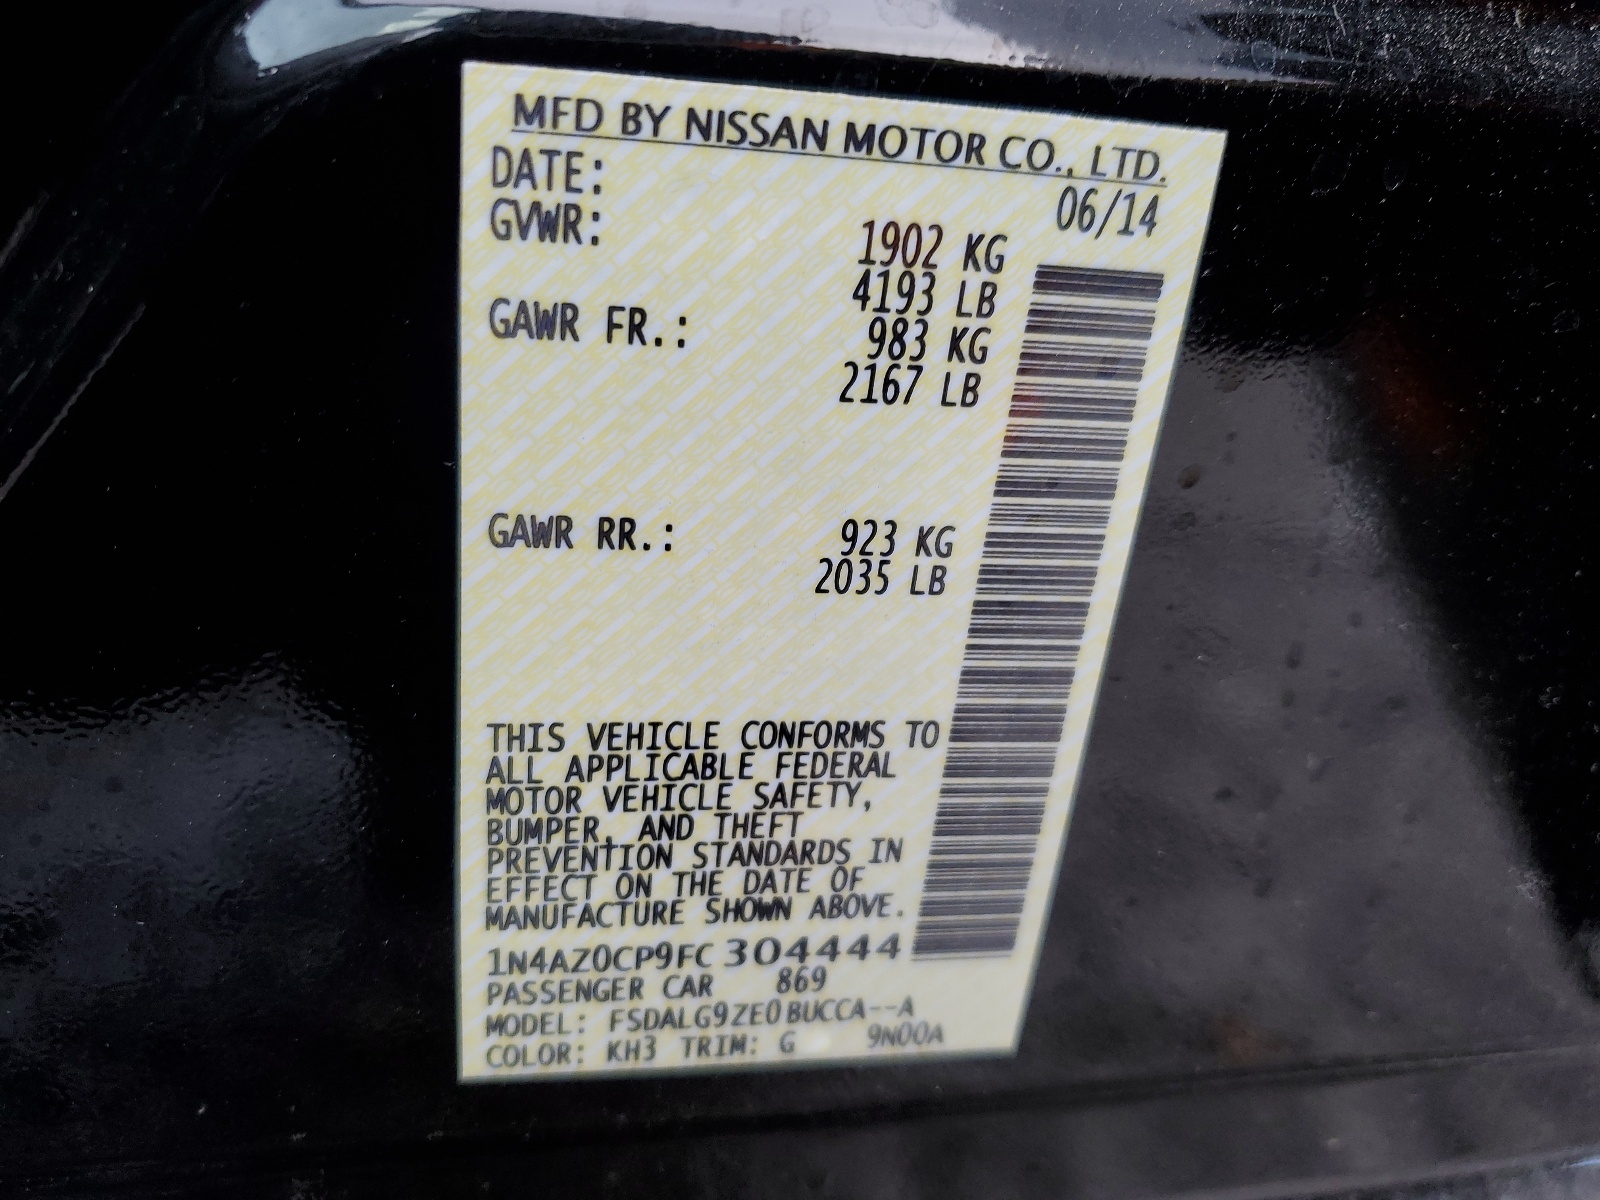 MFD BY NISSAN MOTOR CO., LTD.
DATE: 06/14
GVWR: 1902 KG
4193 LB
GAWR FR.: 983 KG
2167 LB
GAWR RR.: 923 KG
2035 LB
THIS VEHICLE CONFORMS TO
ALL APPLICABLE FEDERAL
MOTOR VEHICLE SAFETY,
BUMPER, AND THEFT
PREVENTION STANDARDS IN
EFFECT ON THE DATE OF
MANUFACTURE SHOWN ABOVE.
1N4AZ0CP9FC 304444
PASSENGER CAR 869
MODEL: FSDALG9ZE0BUCCA--A
COLOR: KH3 TRIM: G 9N00A